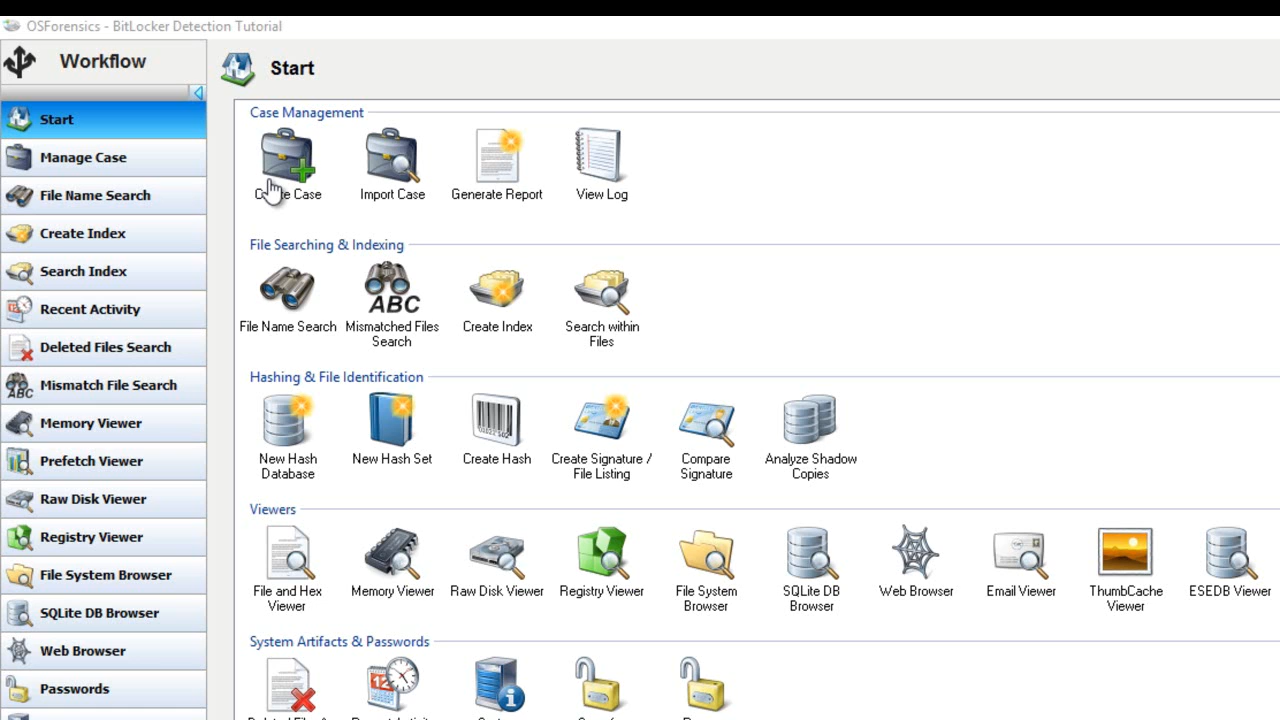 OSForensics - BitLocker Detection Tutorial
Workflow
Start
Manage Case
File Name Search
Create Index
Search Index
Recent Activity
Deleted Files Search
Mismatch File Search
ABC
Memory Viewer
Prefetch Viewer
Raw Disk Viewer
Registry Viewer
File System Browser
SQLite DB Browser
Web Browser
Passwords
Start
Case Management
Case
Import Case
Generate Report
View Log
File Searching & Indexing
ABC
File Name Search
Mismatched Files
Search
Create Index
Search within
Files
Hashing & File Identification
New Hash
Database
New Hash Set
Create Hash
Create Signature /
File Listing
Compare
Signature
Analyze Shadow
Copies
Viewers
File and Hex
Viewer
Memory Viewer
Raw Disk Viewer
Registry Viewer
File System
Browser
SQLite DB
Browser
Web Browser
Email Viewer
ThumbCache
Viewer
ESEDB Viewer
System Artifacts & Passwords
12